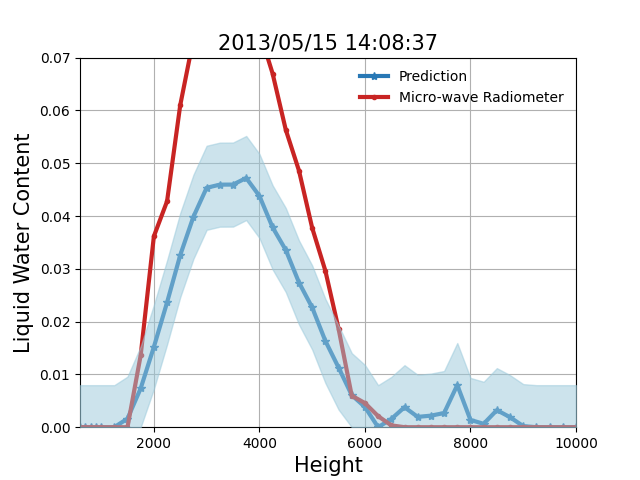 2013/05/15 14:08:37
Prediction
Micro-wave Radiometer
Liquid Water Content
0.07
0.06
0.05
0.04
0.03
0.02
0.01
0.00
2000 4000 6000 8000 10000
Height